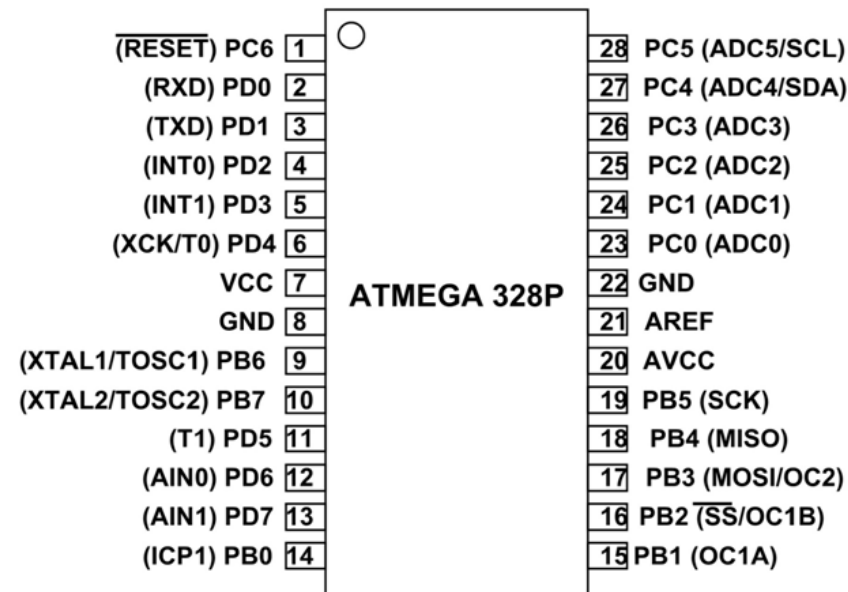 (RESET) PC6 1
(RXD) PD0 2
(TXD) PD1 3
(INT0) PD2 4
(INT1) PD3 5
(XCK/T0) PD4 6
VCC 7
GND 8
(XTAL1/TOSC1) PB6 9
(XTAL2/TOSC2) PB7 10
(T1) PD5 11
(AIN0) PD6 12
(AIN1) PD7 13
(ICP1) PB0 14
ATMEGA 328P
28 PC5 (ADC5/SCL)
27 PC4 (ADC4/SDA)
26 PC3 (ADC3)
25 PC2 (ADC2)
24 PC1 (ADC1)
23 PC0 (ADC0)
22 GND
21 AREF
20 AVCC
19 PB5 (SCK)
18 PB4 (MISO)
17 PB3 (MOSI/OC2)
16 PB2 (SS/OC1B)
15 PB1 (OC1A)